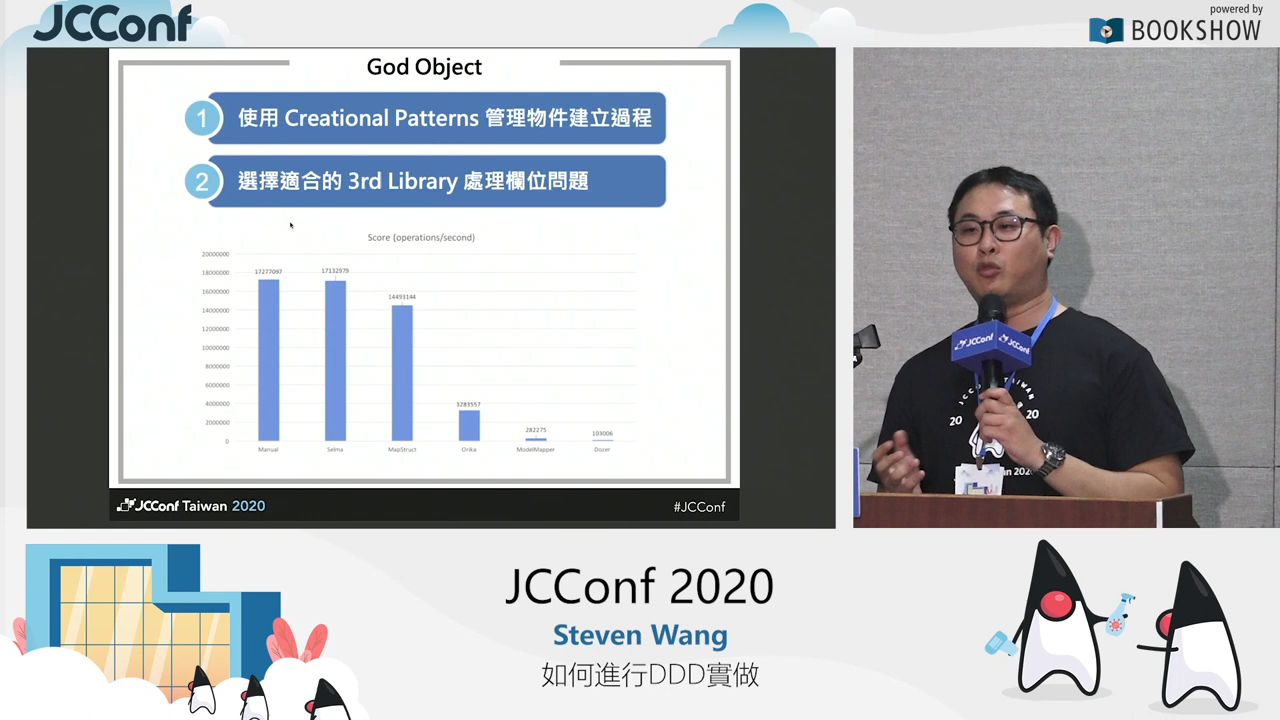 JCConf
powered by
BOOKSHOW
God Object
1 使用 Creational Patterns 管理物件建立過程
2 選擇適合的 3rd Library 處理欄位問題
Score (operations/second)
20000000
18000000
16000000
14000000
12000000
10000000
8000000
6000000
4000000
2000000
0
17277097
17132979
14493144
3283557
282275
103006
Manual
Selma
MapStruct
Orika
ModelMapper
Dozer
JCConf Taiwan 2020
#JCConf
JCConf JCConf
20 20
JCConf 2020
Steven Wang
如何進行DDD實做